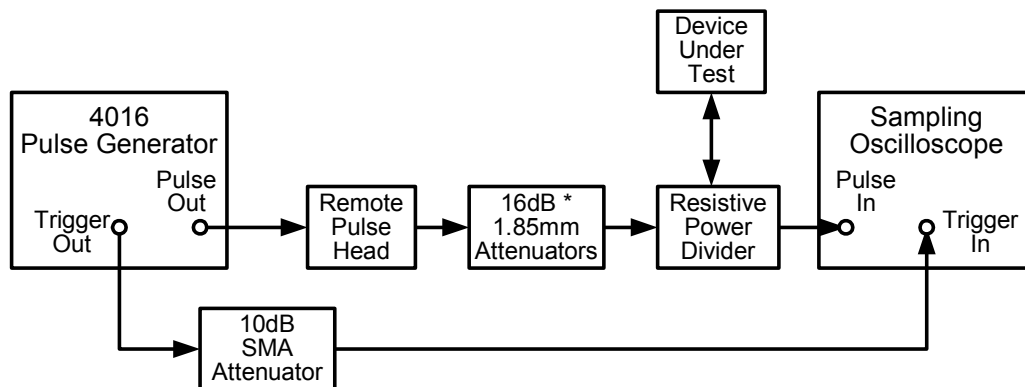 Device
Under
Test
4016
Pulse Generator
Pulse
Out
Trigger
Out
Remote
Pulse
Head
16dB *
1.85mm
Attenuators
Resistive
Power
Divider
Sampling
Oscilloscope
Pulse
In
Trigger
In
10dB
SMA
Attenuator